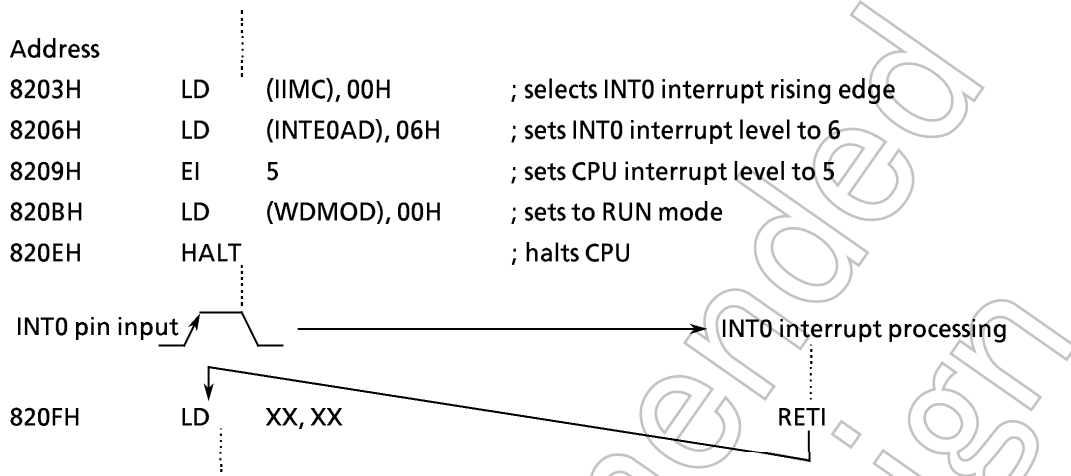 Address
8203H LD (IIMC), 00H ; selects INT0 interrupt rising edge
8206H LD (INTE0AD), 06H ; sets INT0 interrupt level to 6
8209H EI 5 ; sets CPU interrupt level to 5
820BH LD (WDMOD), 00H ; sets to RUN mode
820EH HALT ; halts CPU
INT0 pin input INT0 interrupt processing
820FH LD XX, XX RETI